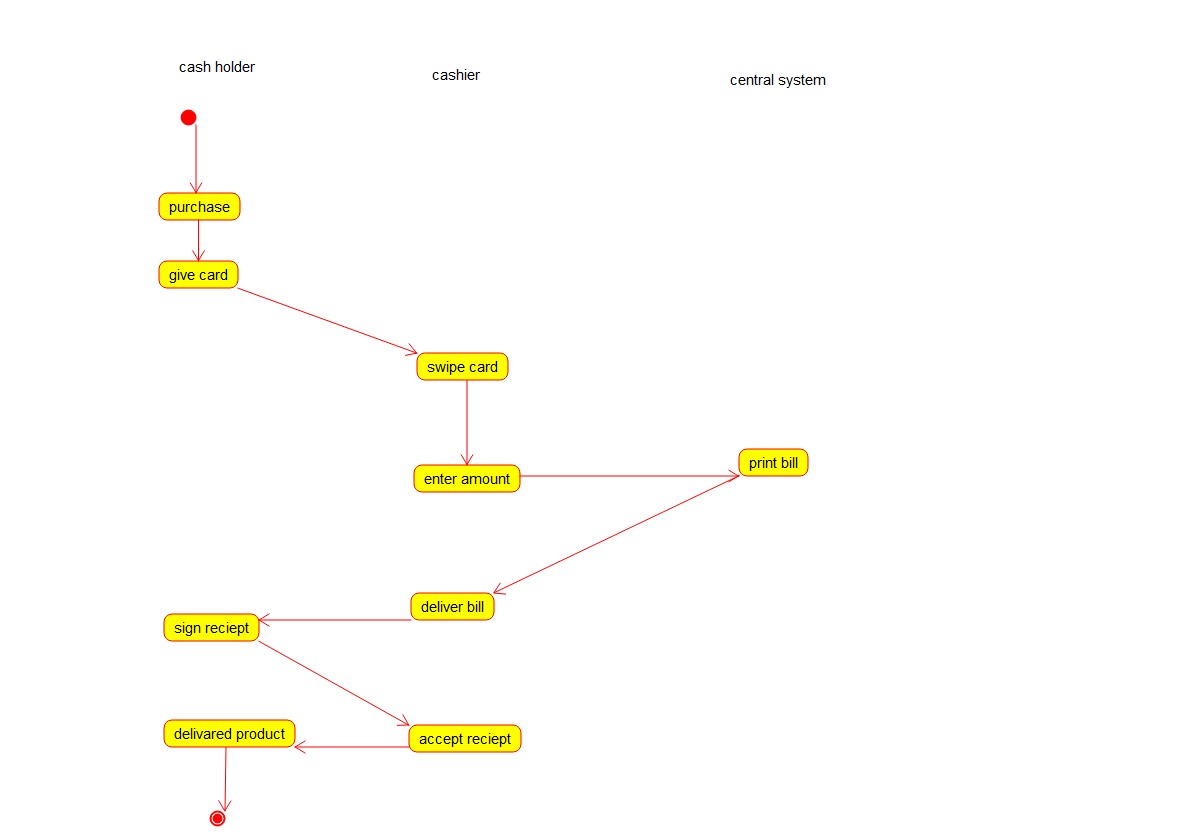 cash holder
cashier
central system
purchase
give card
swipe card
print bill
enter amount
deliver bill
sign reciept
delivared product
accept reciept